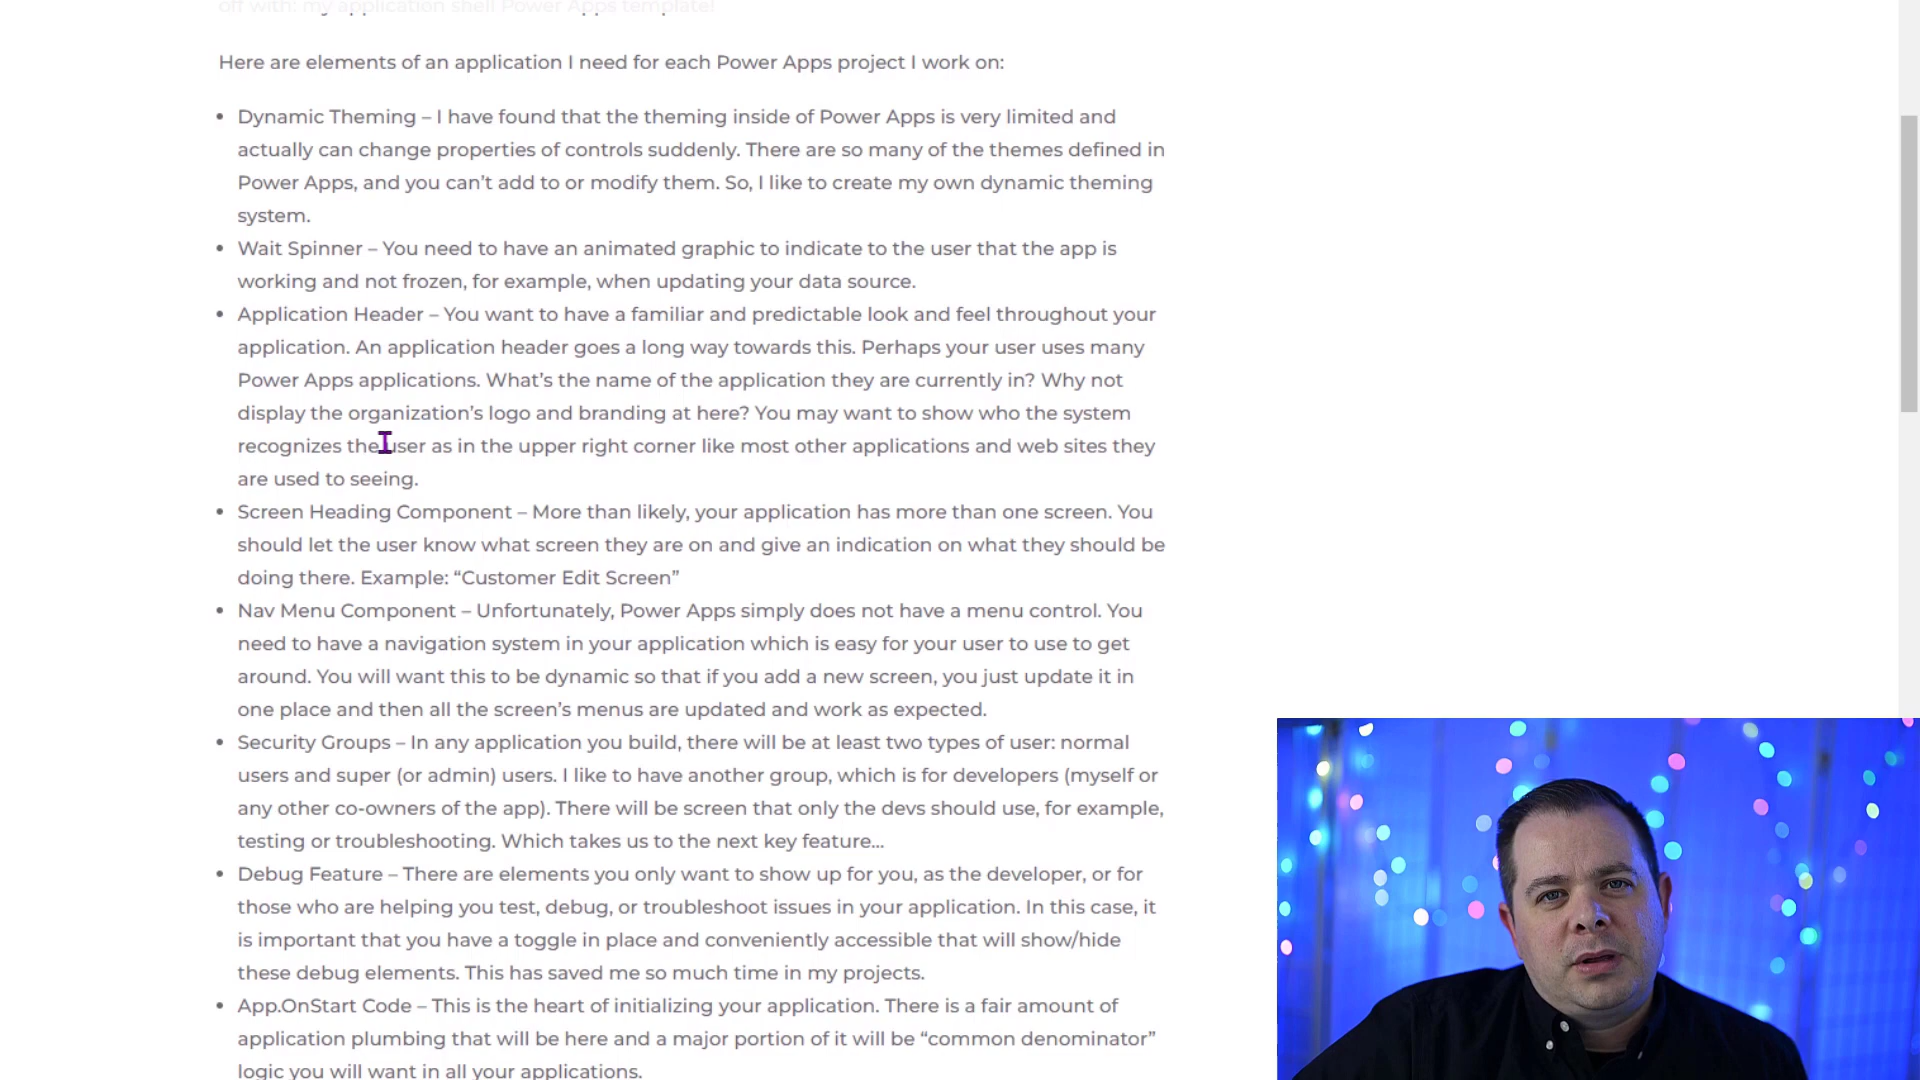 off with: my application shell Power Apps template!
Here are elements of an application I need for each Power Apps project I work on:
• Dynamic Theming – I have found that the theming inside of Power Apps is very limited and
actually can change properties of controls suddenly. There are so many of the themes defined in
Power Apps, and you can’t add to or modify them. So, I like to create my own dynamic theming
system.
• Wait Spinner – You need to have an animated graphic to indicate to the user that the app is
working and not frozen, for example, when updating your data source.
• Application Header – You want to have a familiar and predictable look and feel throughout your
application. An application header goes a long way towards this. Perhaps your user uses many
Power Apps applications. What’s the name of the application they are currently in? Why not
display the organization’s logo and branding at here? You may want to show who the system
recognizes the user as in the upper right corner like most other applications and web sites they
are used to seeing.
• Screen Heading Component – More than likely, your application has more than one screen. You
should let the user know what screen they are on and give an indication on what they should be
doing there. Example: “Customer Edit Screen”
• Nav Menu Component – Unfortunately, Power Apps simply does not have a menu control. You
need to have a navigation system in your application which is easy for your user to use to get
around. You will want this to be dynamic so that if you add a new screen, you just update it in
one place and then all the screen’s menus are updated and work as expected.
• Security Groups – In any application you build, there will be at least two types of user: normal
users and super (or admin) users. I like to have another group, which is for developers (myself or
any other co-owners of the app). There will be screen that only the devs should use, for example,
testing or troubleshooting. Which takes us to the next key feature…
• Debug Feature – There are elements you only want to show up for you, as the developer, or for
those who are helping you test, debug, or troubleshoot issues in your application. In this case, it
is important that you have a toggle in place and conveniently accessible that will show/hide
these debug elements. This has saved me so much time in my projects.
• App.OnStart Code – This is the heart of initializing your application. There is a fair amount of
application plumbing that will be here and a major portion of it will be “common denominator”
logic you will want in all your applications.